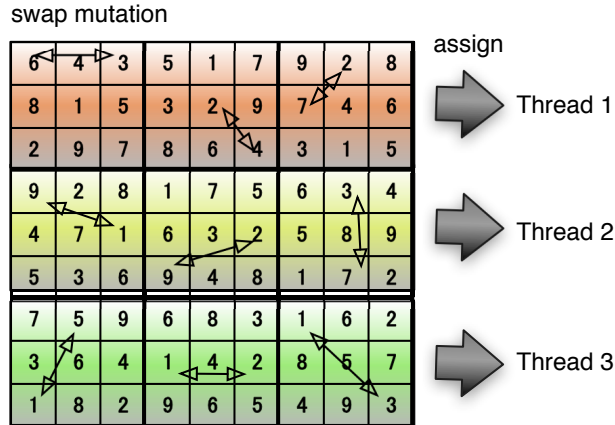 swap mutation
assign
6 4 3 5 1 7 9 2 8
8 1 5 3 2 9 7 4 6
Thread 1
2 9 7 8 6 4 3 1 5
9 2 8 1 7 5 6 3 4
4 7 1 6 3 2 5 8 9
Thread 2
5 3 6 9 4 8 1 7 2
7 5 9 6 8 3 1 6 2
3 6 4 1 4 2 8 5 7
Thread 3
1 8 2 9 6 5 4 9 3